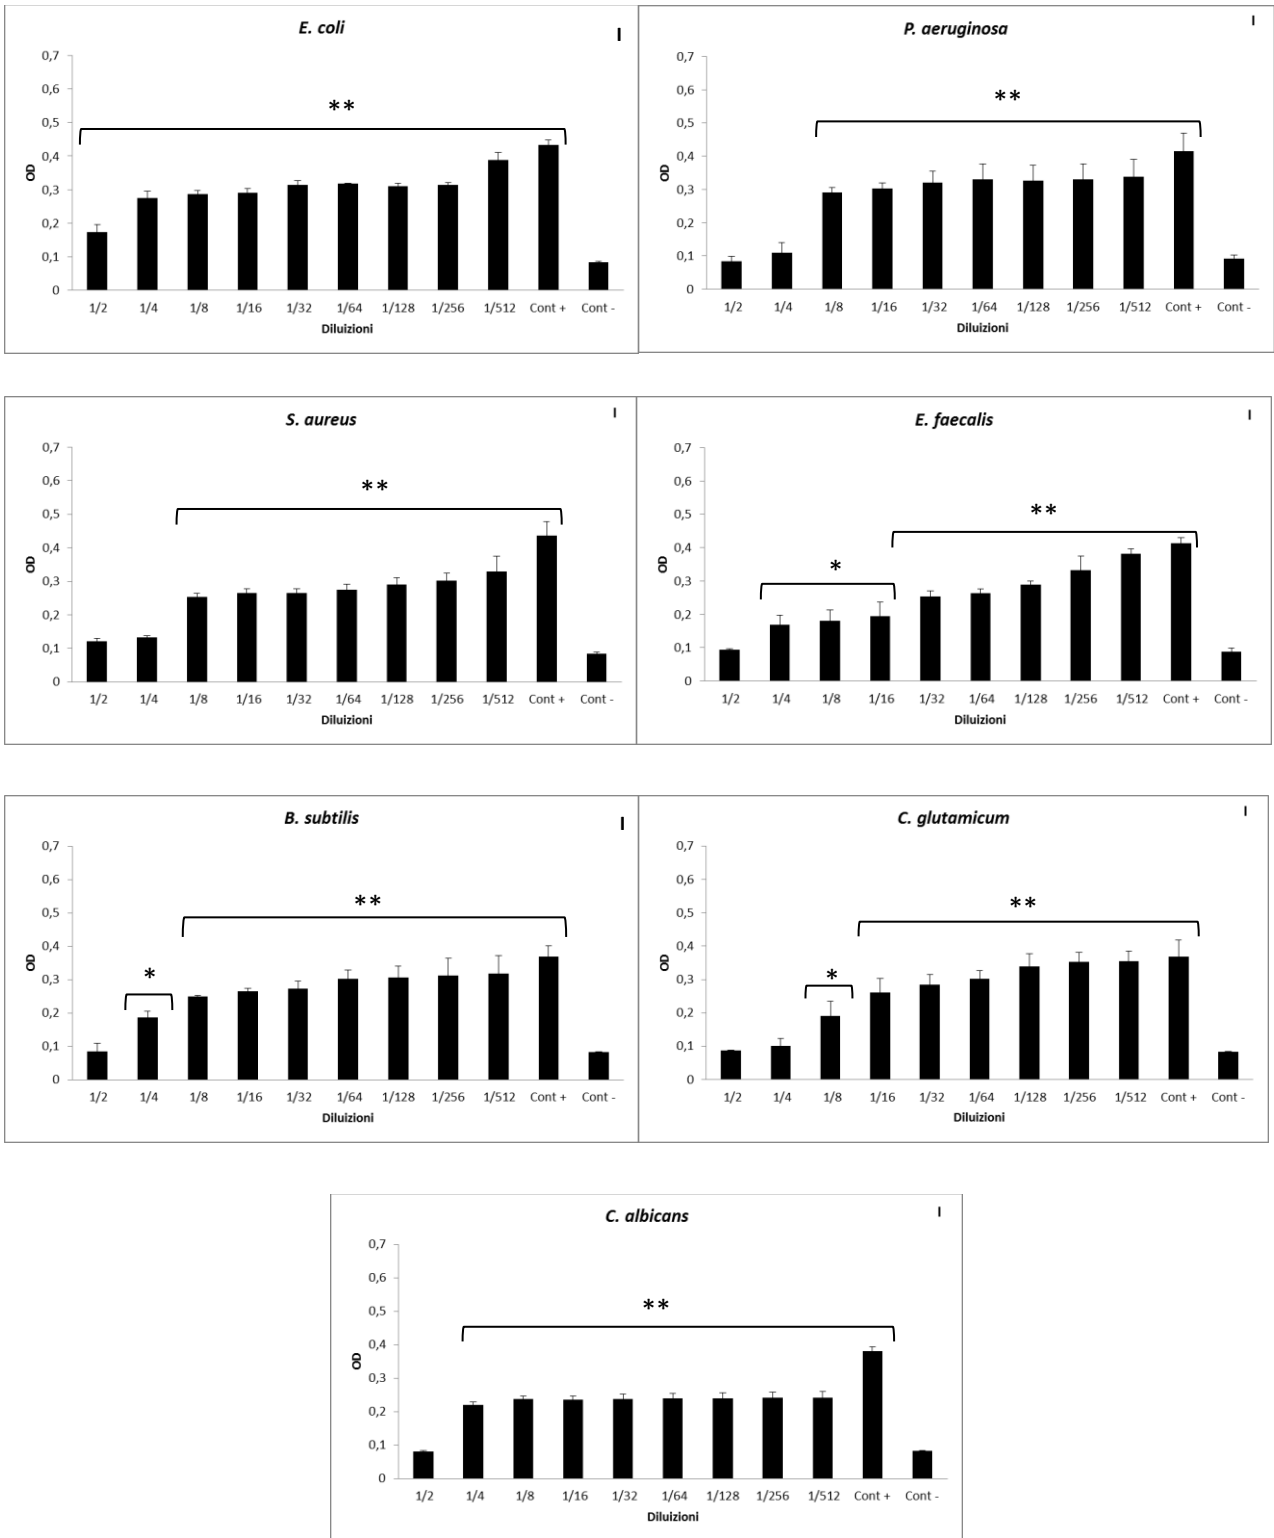 E. coli
I
0,7
0,6
0,5
0,4
0,3
0,2
0,1
0
OD
**
1/2 1/4 1/8 1/16 1/32 1/64 1/128 1/256 1/512 Cont + Cont -
Diluizioni
P. aeruginosa
I
0,7
0,6
0,5
0,4
0,3
0,2
0,1
0
OD
**
1/2 1/4 1/8 1/16 1/32 1/64 1/128 1/256 1/512 Cont + Cont -
Diluizioni
S. aureus
I
0,7
0,6
0,5
0,4
0,3
0,2
0,1
0
OD
**
1/2 1/4 1/8 1/16 1/32 1/64 1/128 1/256 1/512 Cont + Cont -
Diluizioni
E. faecalis
I
0,7
0,6
0,5
0,4
0,3
0,2
0,1
0
OD
*
**
1/2 1/4 1/8 1/16 1/32 1/64 1/128 1/256 1/512 Cont + Cont -
Diluizioni
B. subtilis
I
0,7
0,6
0,5
0,4
0,3
0,2
0,1
0
OD
*
**
1/2 1/4 1/8 1/16 1/32 1/64 1/128 1/256 1/512 Cont + Cont -
Diluizioni
C. glutamicum
I
0,7
0,6
0,5
0,4
0,3
0,2
0,1
0
OD
*
**
1/2 1/4 1/8 1/16 1/32 1/64 1/128 1/256 1/512 Cont + Cont -
Diluizioni
C. albicans
I
0,7
0,6
0,5
0,4
0,3
0,2
0,1
0
OD
**
1/2 1/4 1/8 1/16 1/32 1/64 1/128 1/256 1/512 Cont + Cont -
Diluizioni